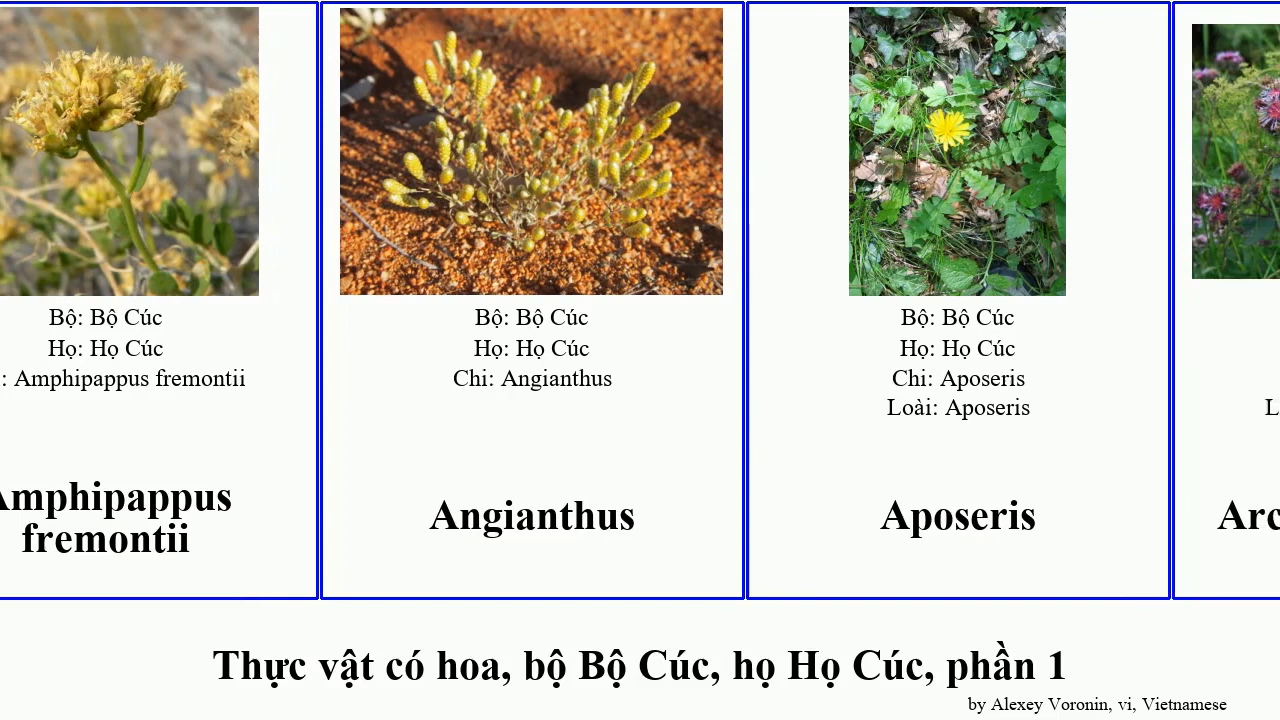 Bộ: Bộ Cúc
Họ: Họ Cúc
: Amphipappus fremontii
Amphipappus
fremontii
Bộ: Bộ Cúc
Họ: Họ Cúc
Chi: Angianthus
Angianthus
Bộ: Bộ Cúc
Họ: Họ Cúc
Chi: Aposeris
Loài: Aposeris
Aposeris
L
Arc
Thực vật có hoa, bộ Bộ Cúc, họ Họ Cúc, phần 1
by Alexey Voronin, vi, Vietnamese